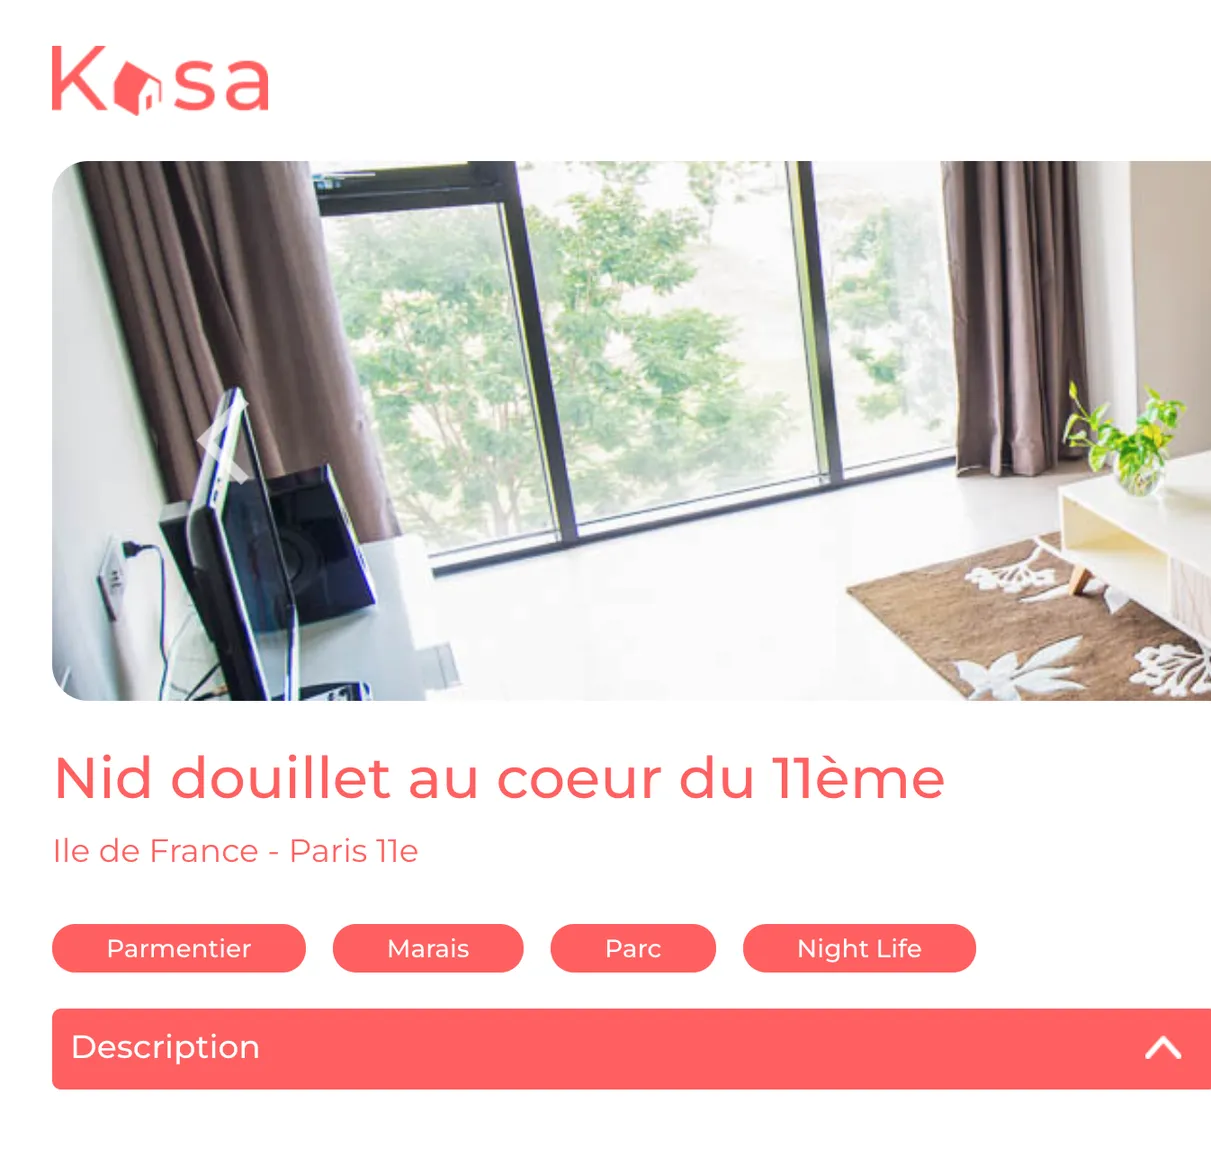 Kasa
Nid douillet au coeur du 11ème
Ile de France - Paris 11e
Parmentier
Marais
Parc
Night Life
Description